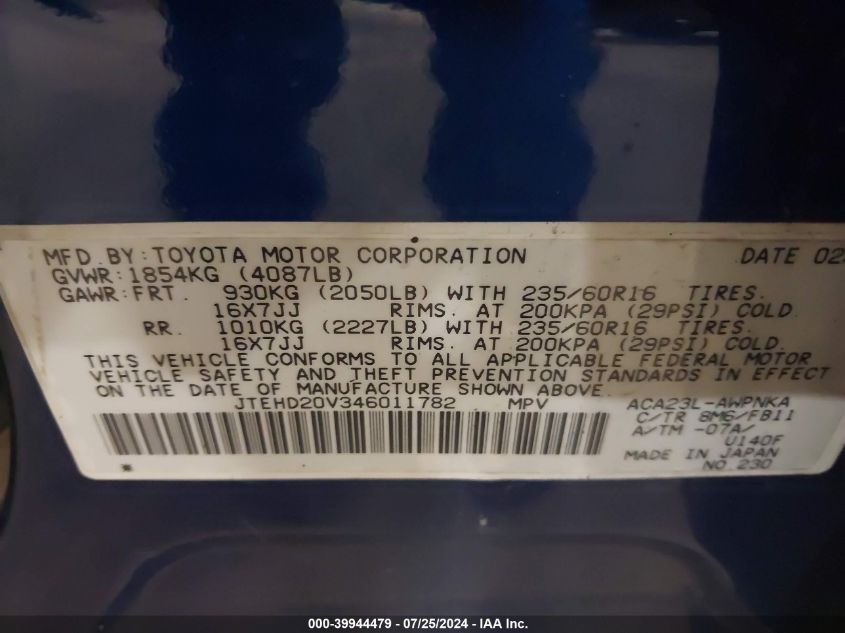 MFD. BY: TOYOTA MOTOR CORPORATION DATE 02
GVWR: 1854KG (4087LB)
GAWR: FRT. 930KG (2050LB) WITH 235/60R16 TIRES.
16X7JJ RIMS. AT 200KPA (29PSI) COLD.
RR. 1010KG (2227LB) WITH 235/60R16 TIRES.
16X7JJ RIMS. AT 200KPA (29PSI) COLD.
THIS VEHICLE CONFORMS TO ALL APPLICABLE FEDERAL MOTOR
VEHICLE SAFETY AND THEFT PREVENTION STANDARDS IN EFFECT
ON THE DATE OF MANUFACTURE SHOWN ABOVE.
JTEHD20V346011782 MPV ACA23L-AWPNKA
C/TR 8M6/FB11
A/TM -07A/
U140F
MADE IN JAPAN
NO. 230
000-39944479 - 07/25/2024 - IAA Inc.